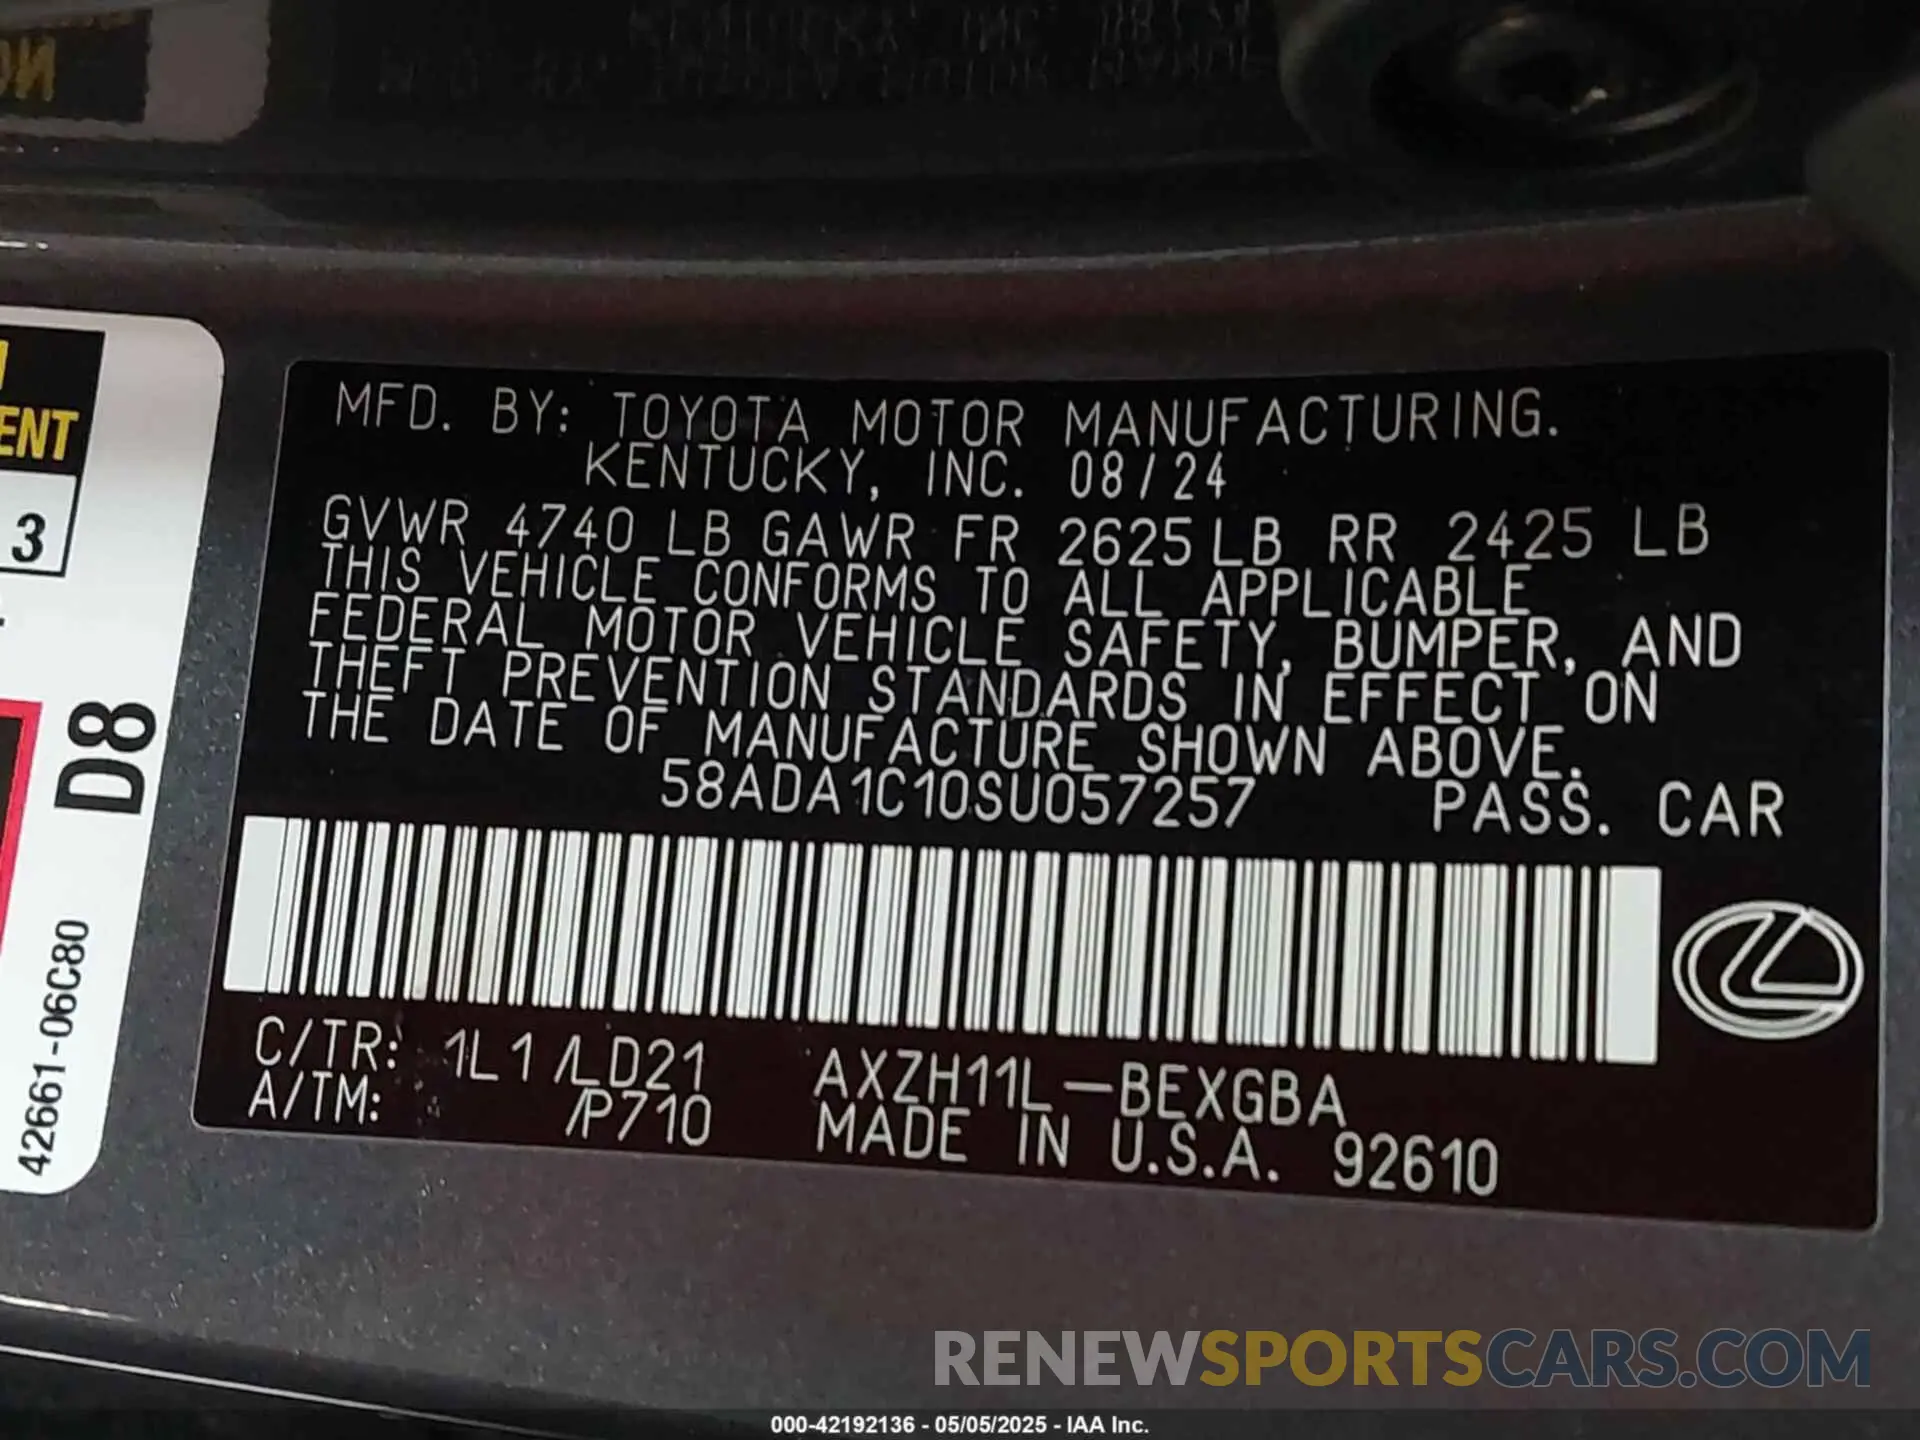 ENT
3
D8
42661-06C80
MFD. BY: TOYOTA MOTOR MANUFACTURING.
KENTUCKY, INC. 08/24
GVWR 4740 LB GAWR FR 2625 LB RR 2425 LB
THIS VEHICLE CONFORMS TO ALL APPLICABLE
FEDERAL MOTOR VEHICLE SAFETY, BUMPER, AND
THEFT PREVENTION STANDARDS IN EFFECT ON
THE DATE OF MANUFACTURE SHOWN ABOVE.
58ADA1C10SU057257 PASS. CAR
C/TR: 1L1 /LD21 AXZH11L-BEXGBA
A/TM: /P710 MADE IN U.S.A. 92610
RENEWSPORTSCARS.COM
000-42192136 - 05/05/2025 - IAA Inc.